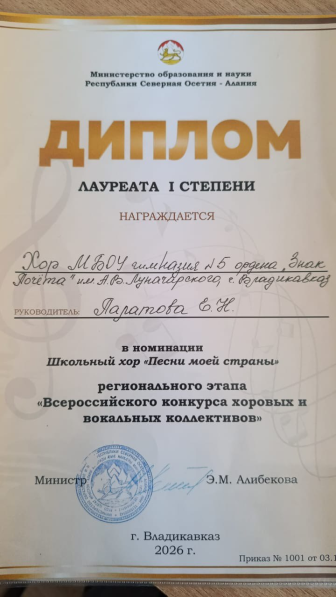 Министерство образования и науки
Республики Северная Осетия - Алания
ДИПЛОМ
ЛАУРЕАТА I СТЕПЕНИ
НАГРАЖДАЕТСЯ
Хор МБОУ гимназия №5 ордена „Знак
Почёта" им. А.В. Луначарского, г. Владикавказ
РУКОВОДИТЕЛЬ: Паратова Е.Н.
в номинации
Школьный хор «Песни моей страны»
регионального этапа
«Всероссийского конкурса хоровых и
вокальных коллективов»
Министр Э.М. Алибекова
г. Владикавказ
2026 г.
Приказ № 1001 от 03.1